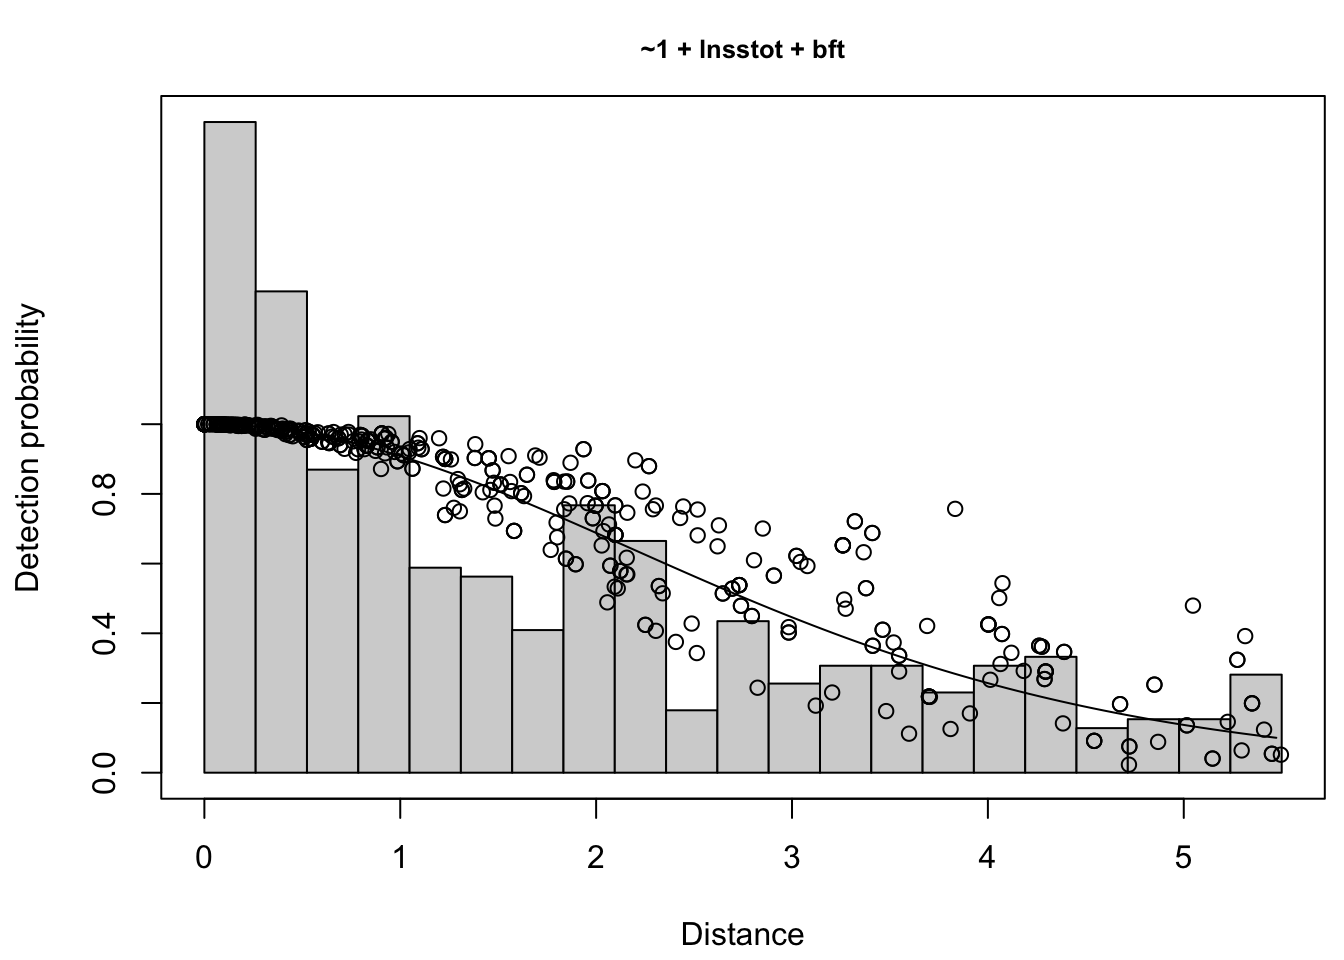 ~1 + lnsstot + bft
Detection probability
0.8
0.4
0.0
0 1 2 3 4 5
Distance